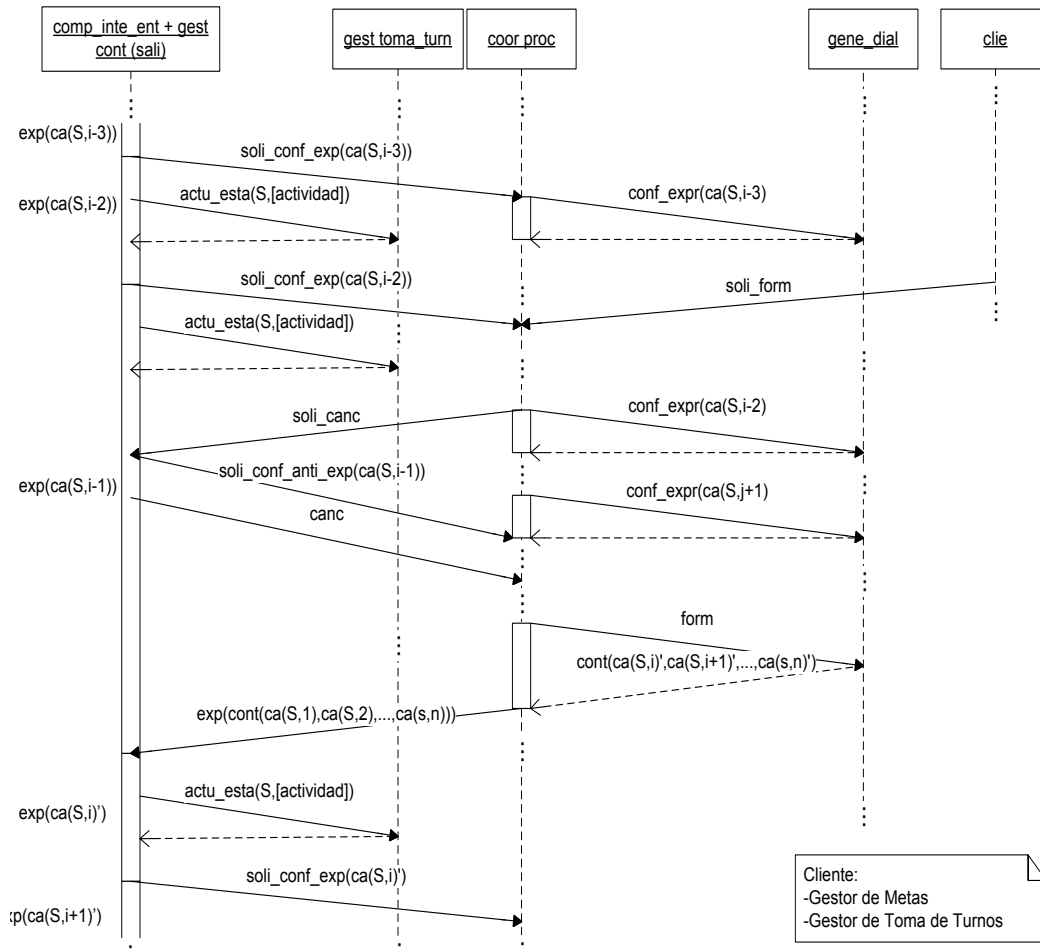 comp_inte_ent + gest
cont (sali)
gest toma_turn
coor proc
gene_dial
clie
exp(ca(S,i-3))
soli_conf_exp(ca(S,i-3))
actu_esta(S,[actividad])
conf_expr(ca(S,i-3)
exp(ca(S,i-2))
soli_conf_exp(ca(S,i-2))
soli_form
actu_esta(S,[actividad])
soli_canc
conf_expr(ca(S,i-2)
soli_conf_anti_exp(ca(S,i-1))
exp(ca(S,i-1))
conf_expr(ca(S,j+1)
canc
form
cont(ca(S,i)',ca(S,i+1)',...,ca(s,n)')
exp(cont(ca(S,1),ca(S,2),...,ca(s,n)))
actu_esta(S,[actividad])
exp(ca(S,i)')
soli_conf_exp(ca(S,i)')
xp(ca(S,i+1)')
Cliente:
-Gestor de Metas
-Gestor de Toma de Turnos